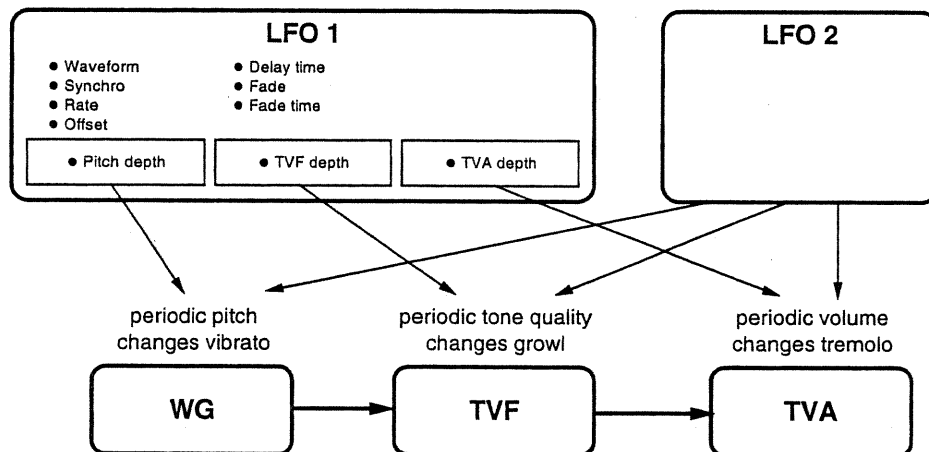 LFO 1
LFO 2
● Waveform
● Synchro
● Rate
● Offset
● Delay time
● Fade
● Fade time
● Pitch depth
● TVF depth
● TVA depth
periodic pitch
changes vibrato
periodic tone quality
changes growl
periodic volume
changes tremolo
WG
TVF
TVA